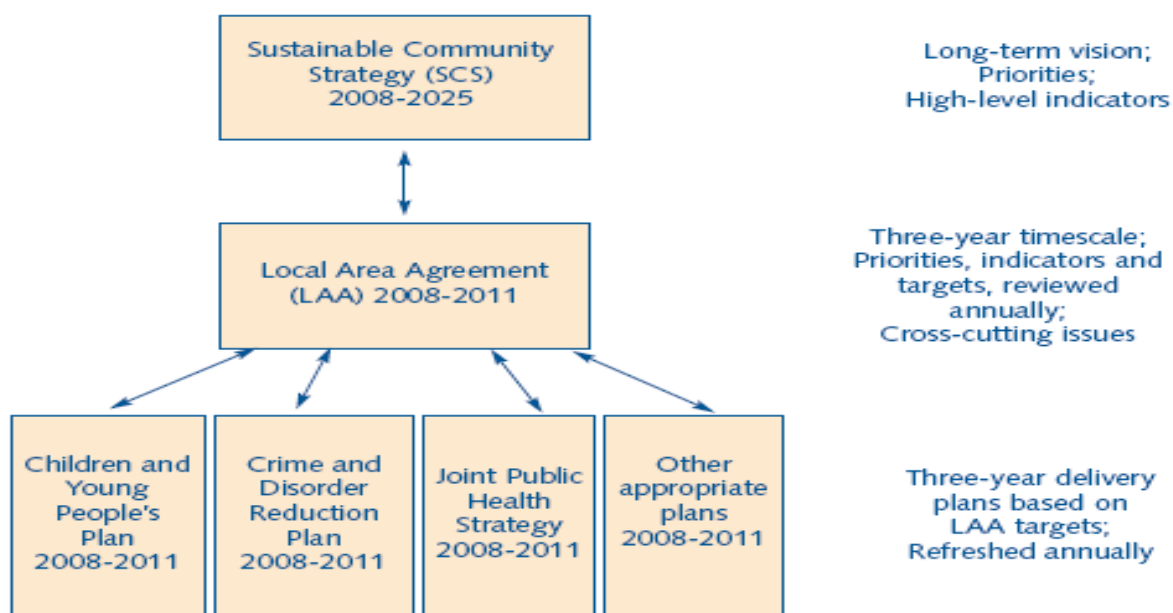 Sustainable Community
Strategy (SCS)
2008-2025
Long-term vision;
Priorities;
High-level indicators
Local Area Agreement
(LAA) 2008-2011
Three-year timescale;
Priorities, indicators and
targets, reviewed
annually;
Cross-cutting issues
Children and
Young
People's
Plan
2008-2011
Crime and
Disorder
Reduction
Plan
2008-2011
Joint Public
Health
Strategy
2008-2011
Other
appropriate
plans
2008-2011
Three-year delivery
plans based on
LAA targets;
Refreshed annually